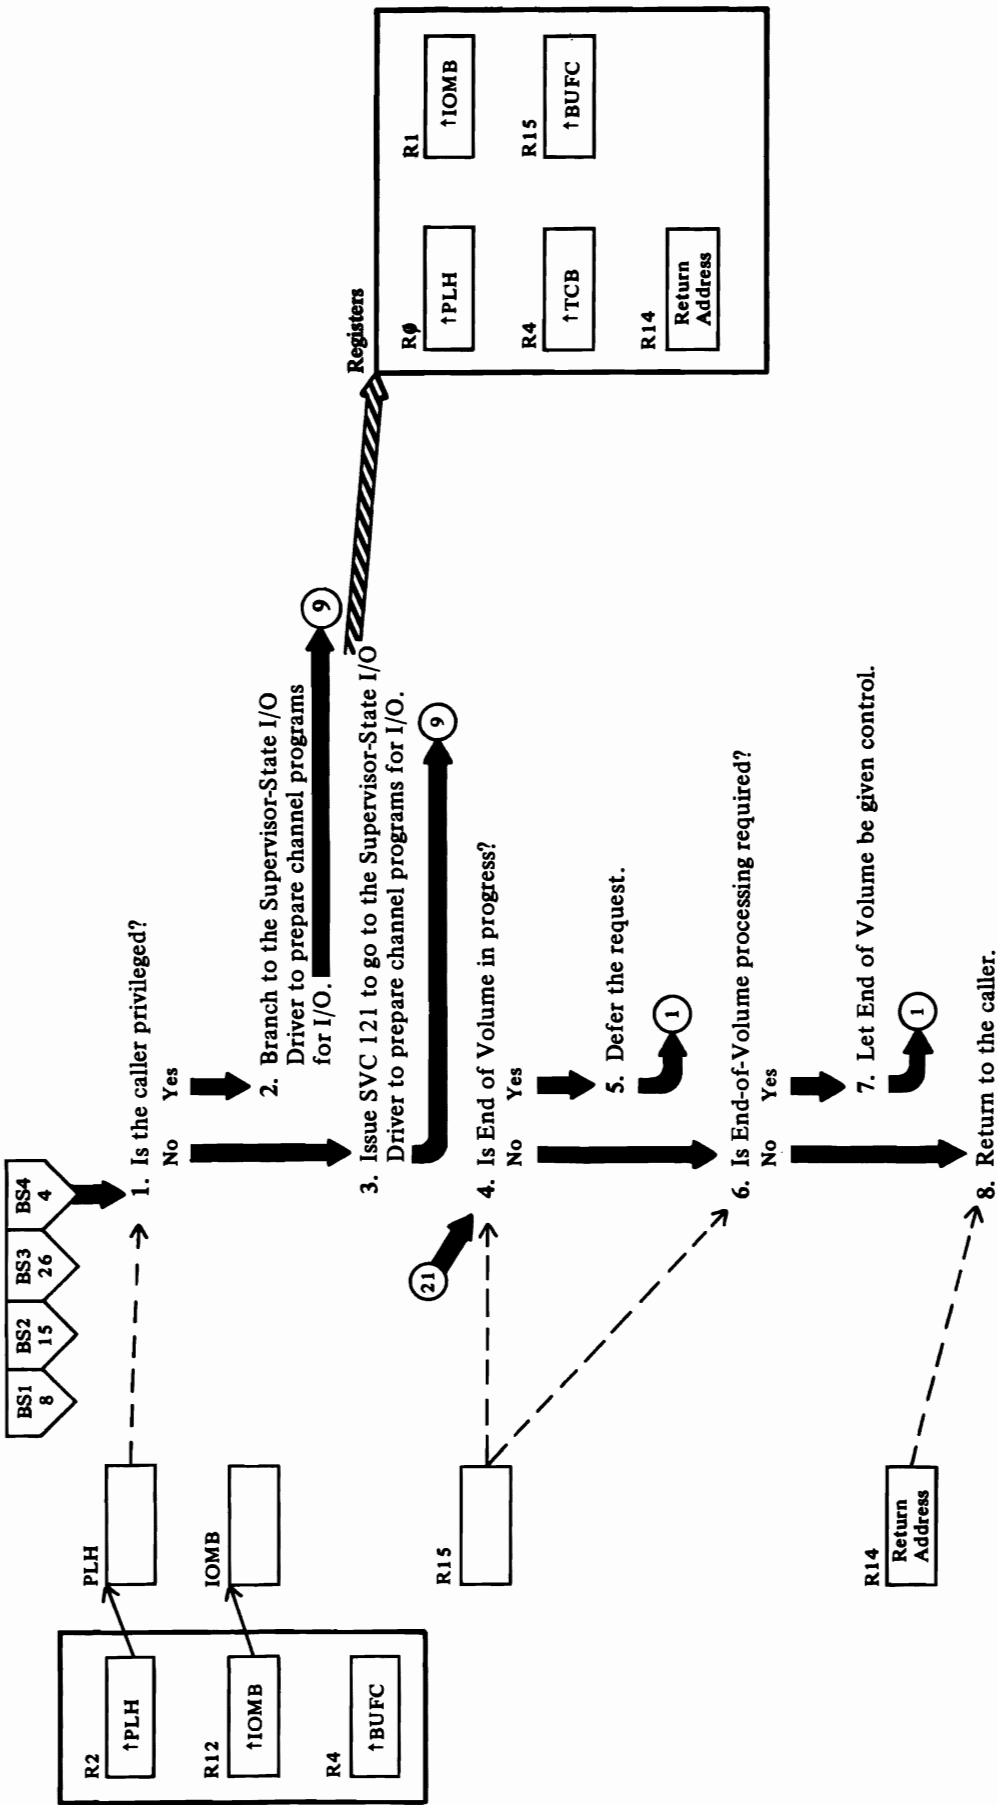 BS1
8
BS2
15
BS3
26
BS4
4
R2
↑PLH
R12
↑IOMB
R4
↑BUFC
PLH
IOMB
1. Is the caller privileged?
No Yes
2. Branch to the Supervisor-State I/O
Driver to prepare channel programs
for I/O.
9
3. Issue SVC 121 to go to the Supervisor-State I/O
Driver to prepare channel programs for I/O.
9
Registers
RØ
↑PLH
R1
↑IOMB
R4
↑TCB
R15
↑BUFC
R14
Return
Address
21
R15
4. Is End of Volume in progress?
No Yes
5. Defer the request.
1
6. Is End-of-Volume processing required?
No Yes
7. Let End of Volume be given control.
1
R14
Return
Address
8. Return to the caller.